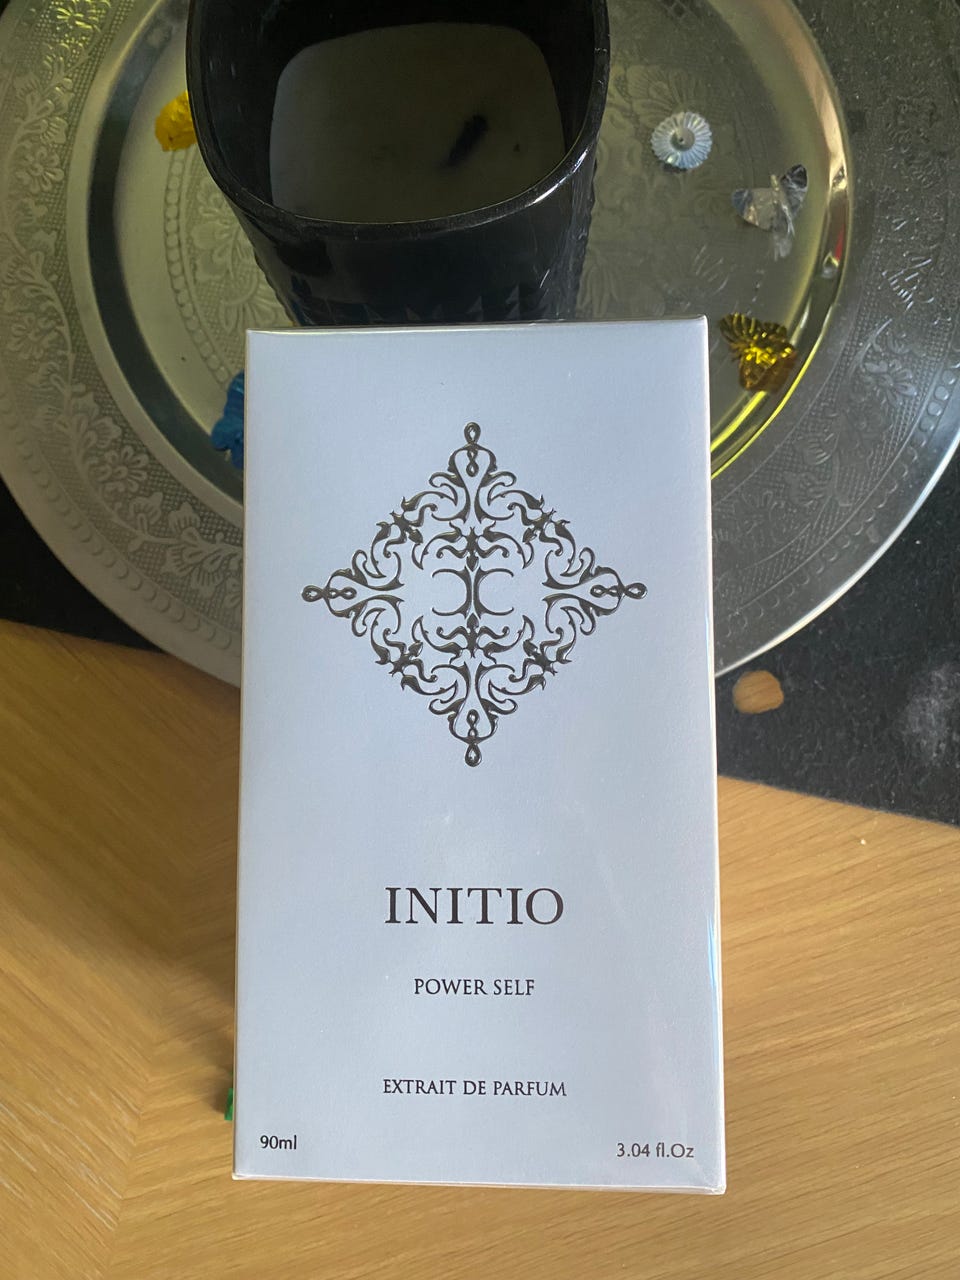 INITIO
POWER SELF
EXTRAIT DE PARFUM
90ml
3.04 fl.Oz